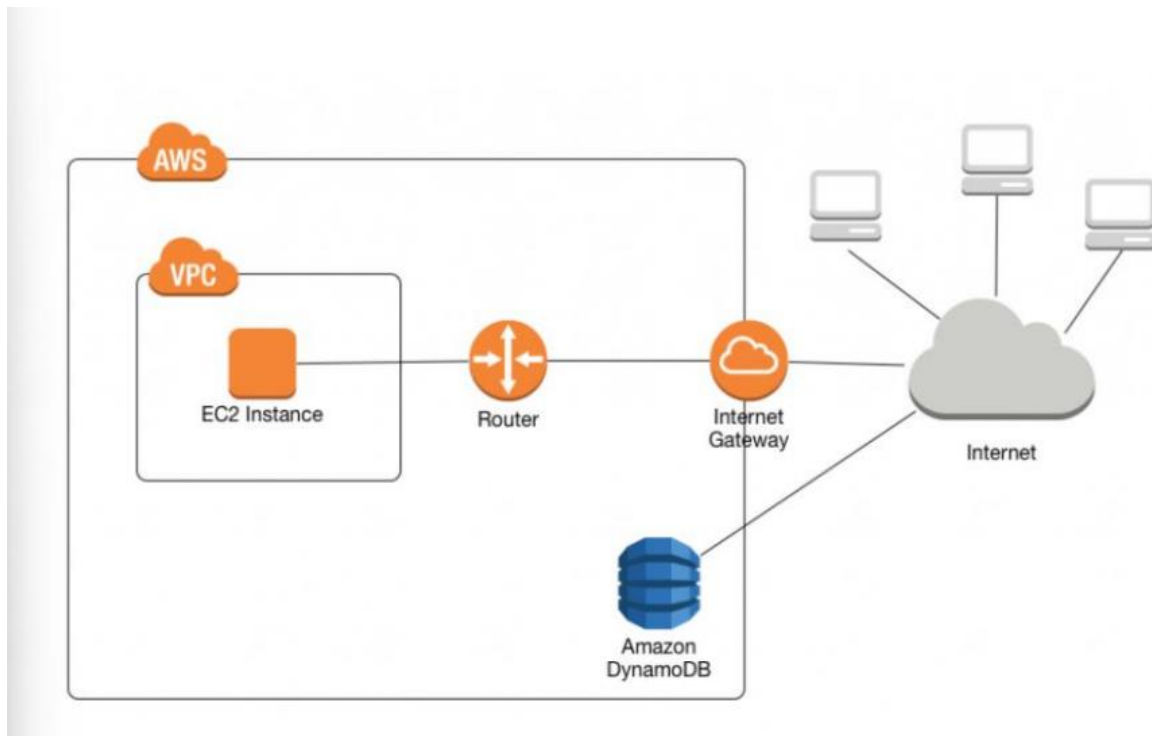 AWS
VPC
EC2 Instance
Router
Internet
Gateway
Internet
Amazon
DynamoDB